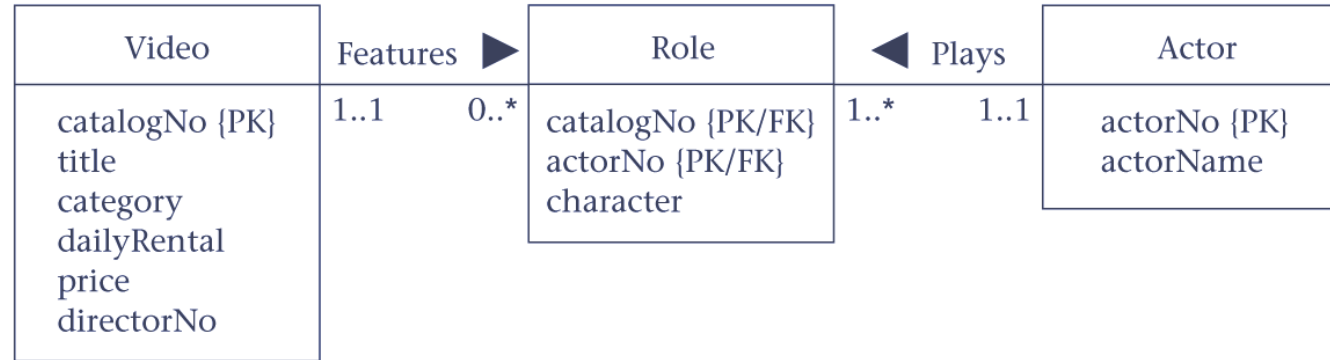 Video
Features ▶
Role
◀ Plays
Actor
1..1
0..*
1..*
1..1
catalogNo {PK}
title
category
dailyRental
price
directorNo
catalogNo {PK/FK}
actorNo {PK/FK}
character
actorNo {PK}
actorName